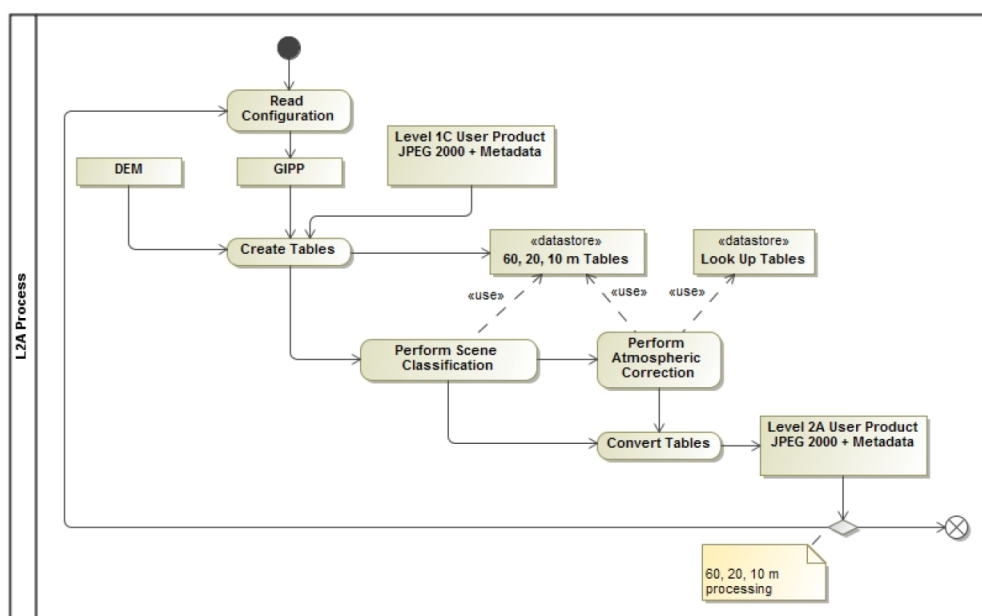 L2A Process
Read
Configuration
Level 1C User Product
JPEG 2000 + Metadata
DEM
GIPP
Create Tables
«datastore»
60, 20, 10 m Tables
«datastore»
Look Up Tables
«use»
«use»
«use»
Perform Scene
Classification
Perform
Atmospheric
Correction
Convert Tables
Level 2A User Product
JPEG 2000 + Metadata
60, 20, 10 m
processing